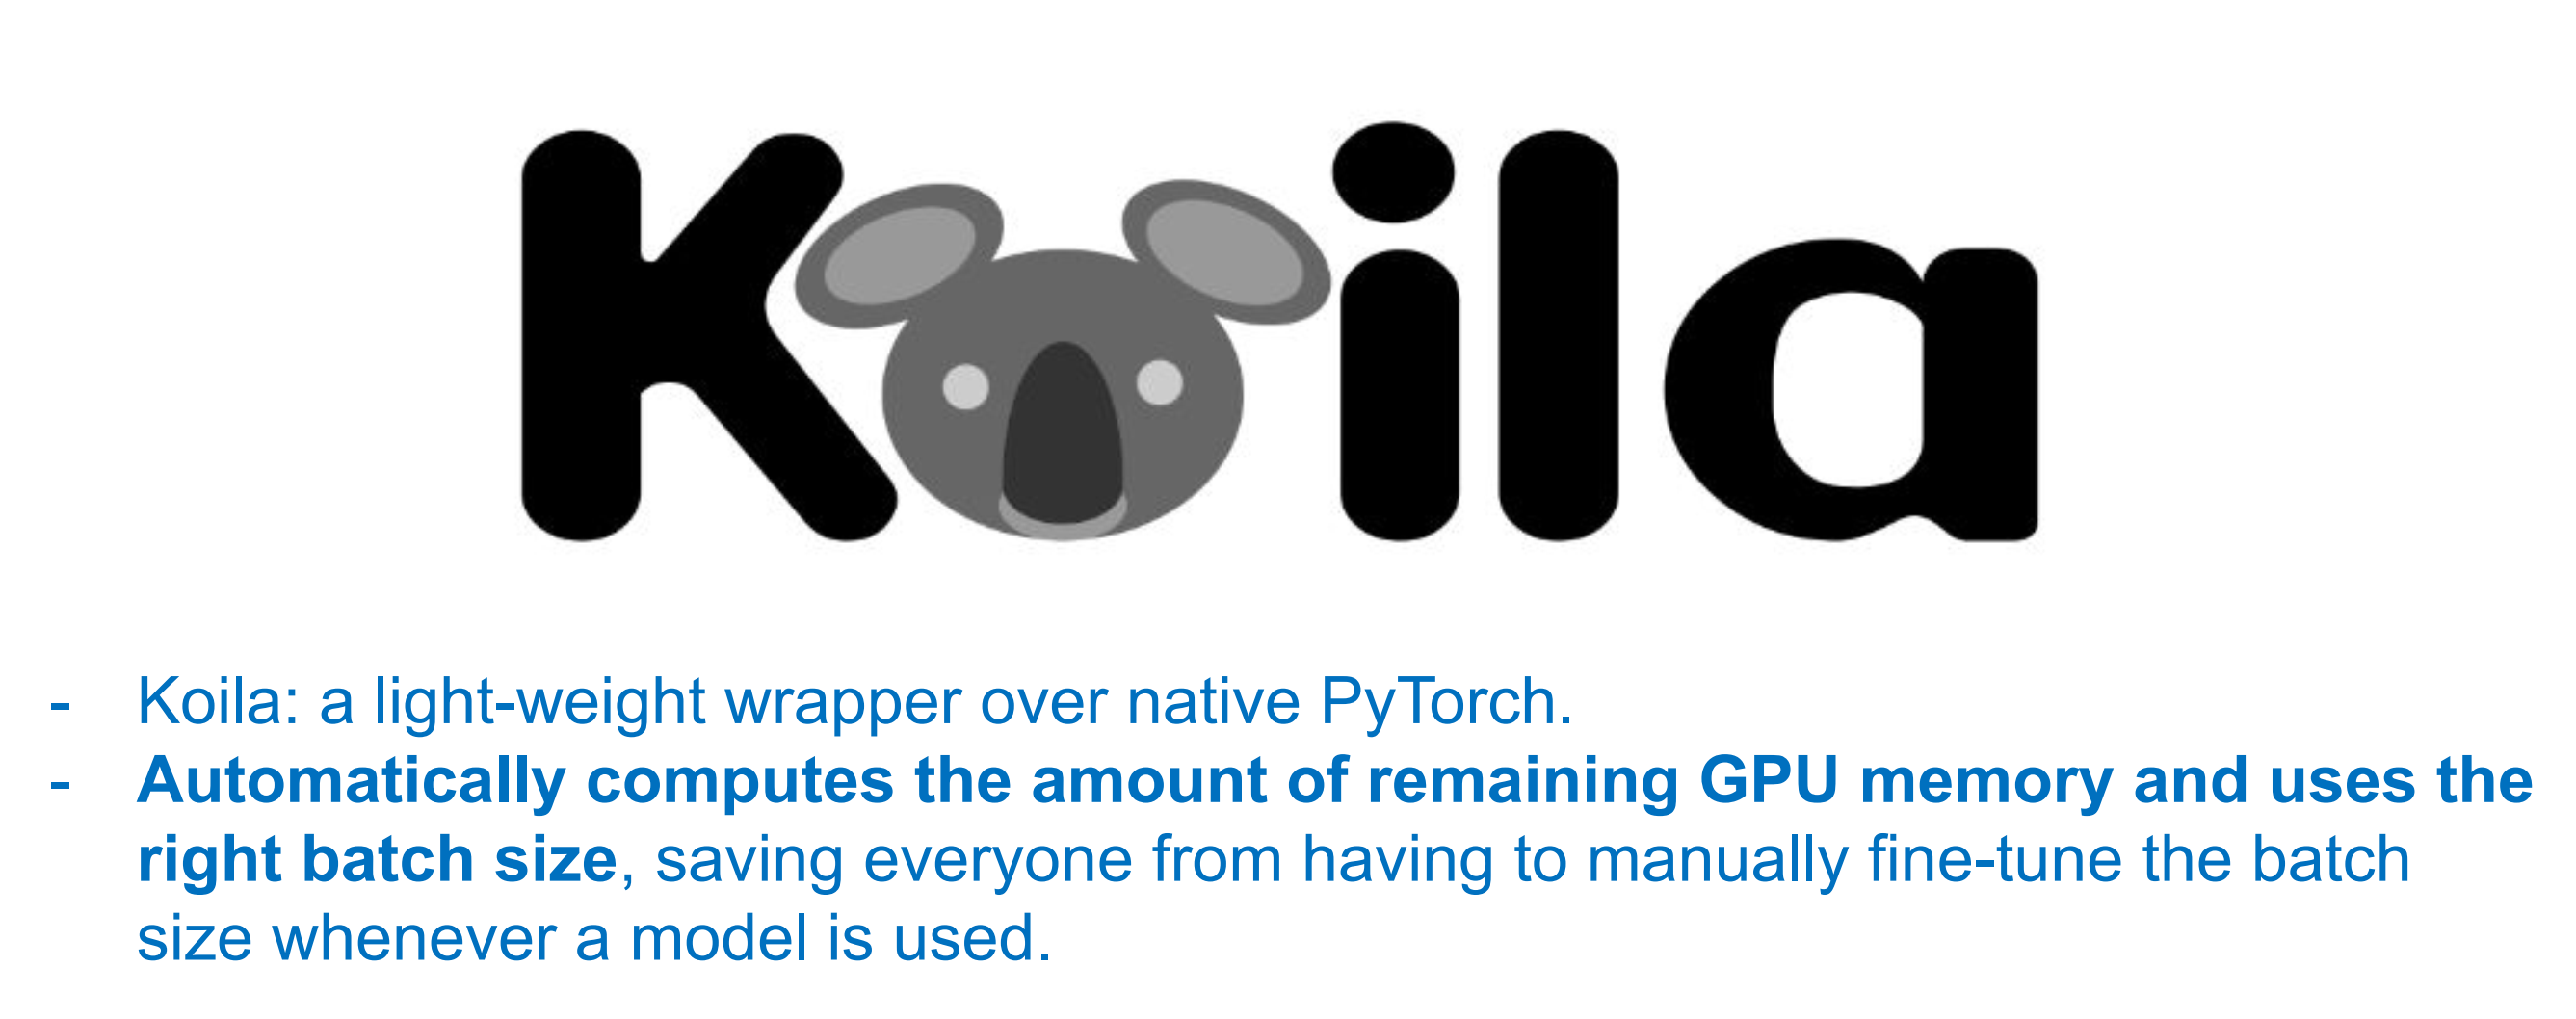 Koila
- Koila: a light-weight wrapper over native PyTorch.
- Automatically computes the amount of remaining GPU memory and uses the
right batch size, saving everyone from having to manually fine-tune the batch
size whenever a model is used.